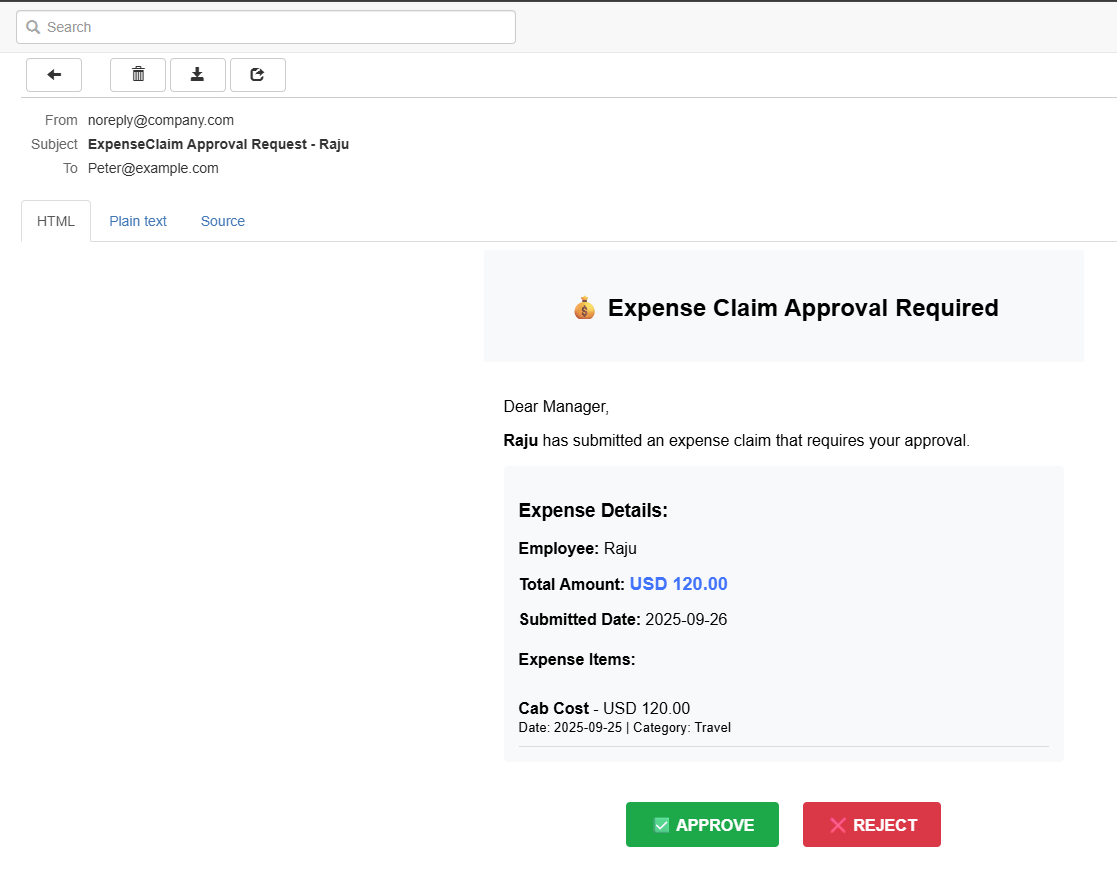 Search
From noreply@company.com
Subject ExpenseClaim Approval Request - Raju
To Peter@example.com
HTML Plain text Source
Expense Claim Approval Required
Dear Manager,
Raju has submitted an expense claim that requires your approval.
Expense Details:
Employee: Raju
Total Amount: USD 120.00
Submitted Date: 2025-09-26
Expense Items:
Cab Cost - USD 120.00
Date: 2025-09-25 | Category: Travel
APPROVE REJECT